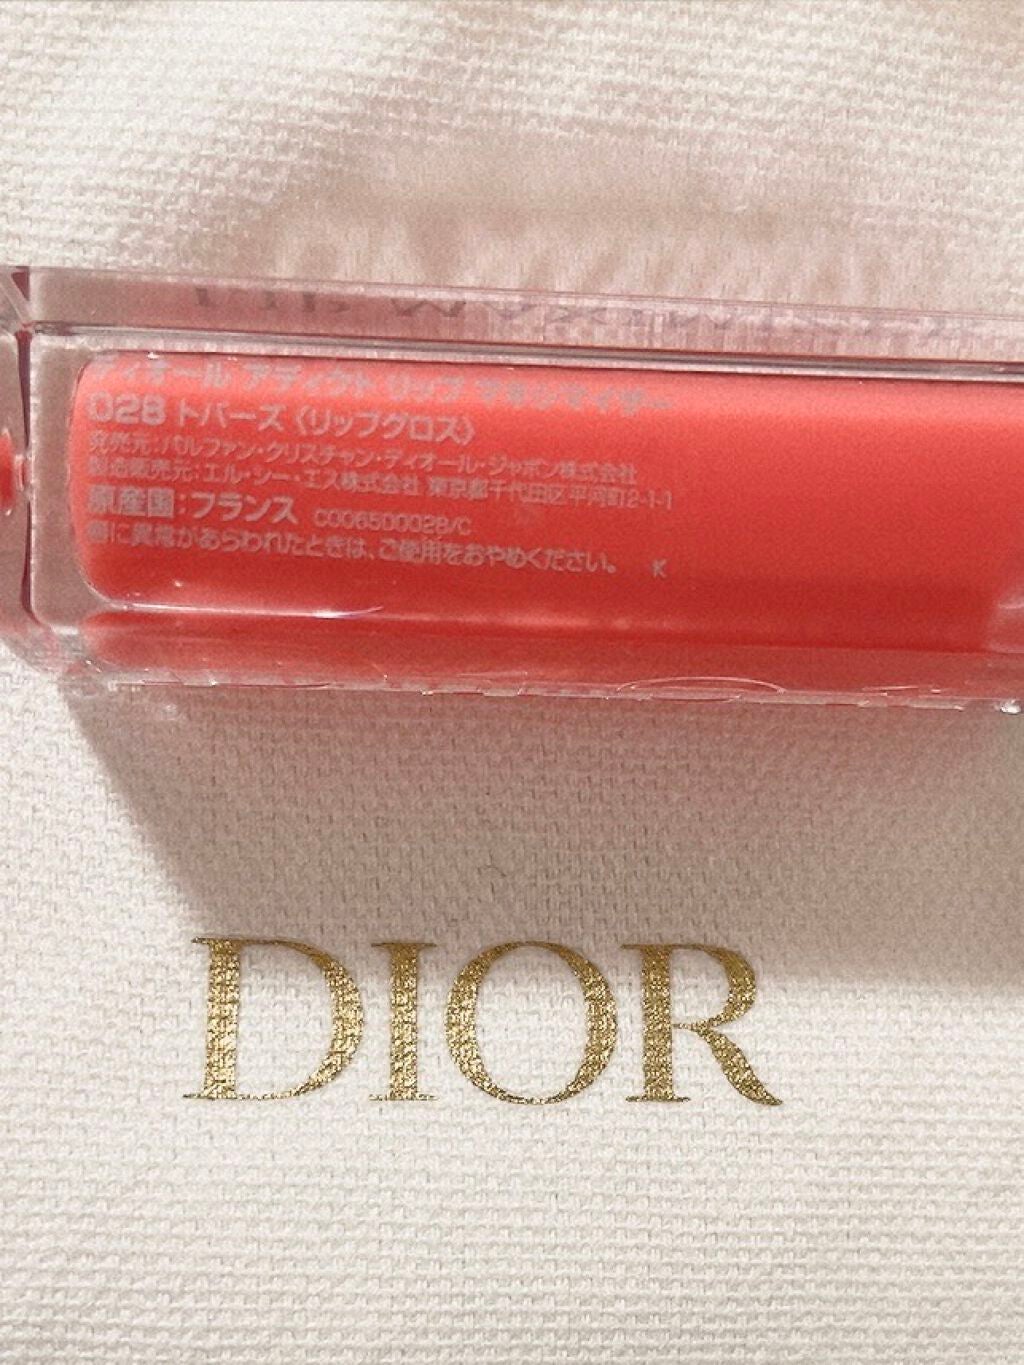 ディオール アディクト リップ マキシマイザー
028 トパーズ 〈リップグロス〉
発売元:パルファン・クリスチャン・ディオール・ジャポン株式会社
製造販売元:エル・シー・エス株式会社 東京都千代田区平河町2-1-1
原産国:フランス C006500028/C
唇に異常があらわれたときは、ご使用をおやめください。 K
DIOR